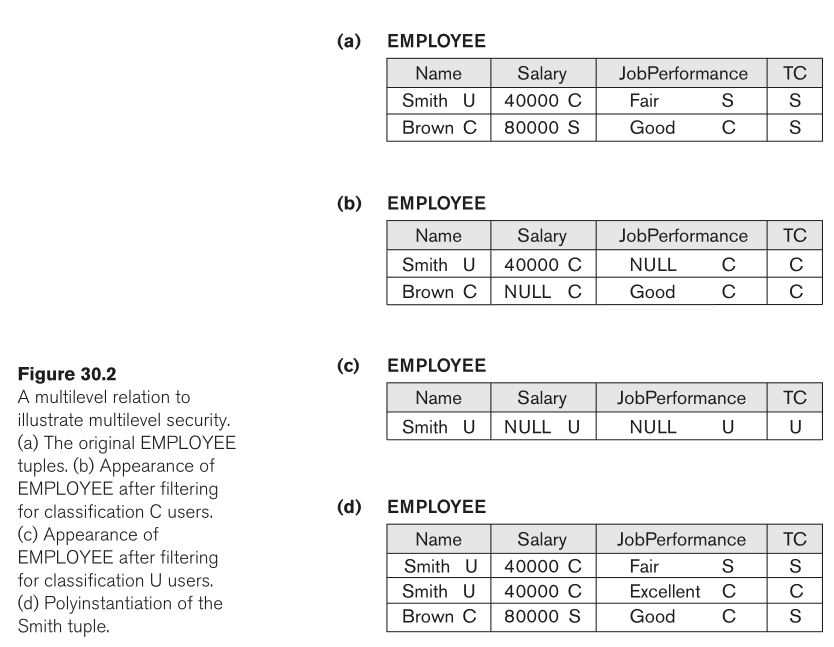 (a) EMPLOYEE
Name Salary JobPerformance TC
Smith U 40000 C Fair S S
Brown C 80000 S Good C S
(b) EMPLOYEE
Name Salary JobPerformance TC
Smith U 40000 C NULL C C
Brown C NULL C Good C C
(c) EMPLOYEE
Name Salary JobPerformance TC
Smith U NULL U NULL U U
(d) EMPLOYEE
Name Salary JobPerformance TC
Smith U 40000 C Fair S S
Smith U 40000 C Excellent C C
Brown C 80000 S Good C S
Figure 30.2
A multilevel relation to
illustrate multilevel security.
(a) The original EMPLOYEE
tuples. (b) Appearance of
EMPLOYEE after filtering
for classification C users.
(c) Appearance of
EMPLOYEE after filtering
for classification U users.
(d) Polyinstantiation of the
Smith tuple.